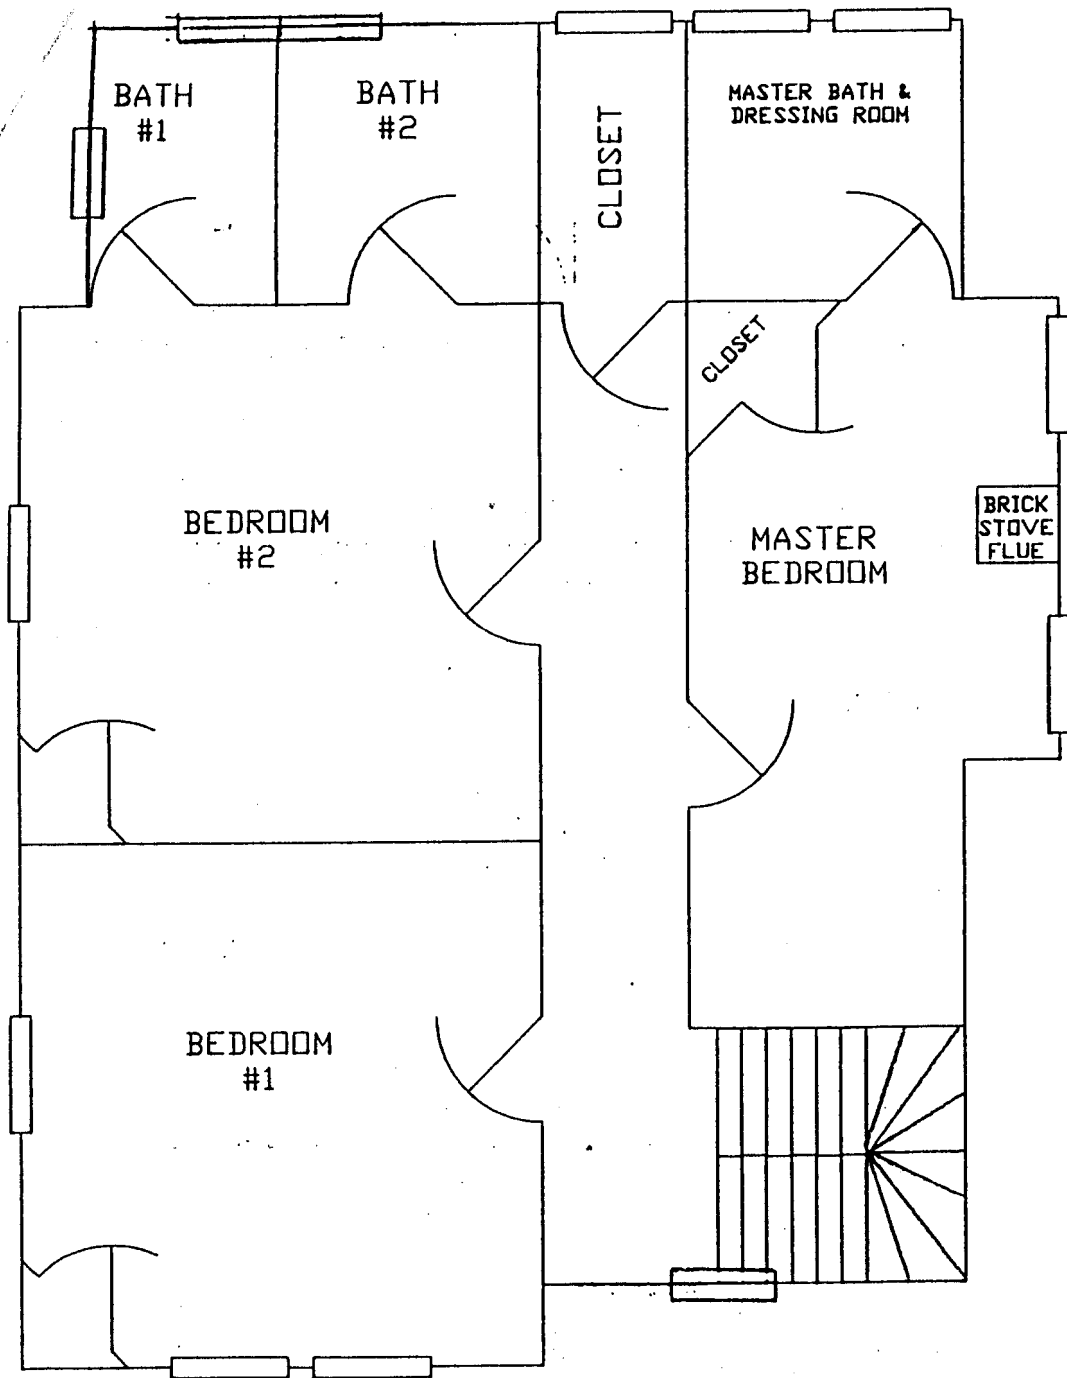 BATH
#1
BATH
#2
CLOSET
MASTER BATH &
DRESSING ROOM
CLOSET
BEDROOM
#2
MASTER
BEDROOM
BRICK
STOVE
FLUE
BEDROOM
#1